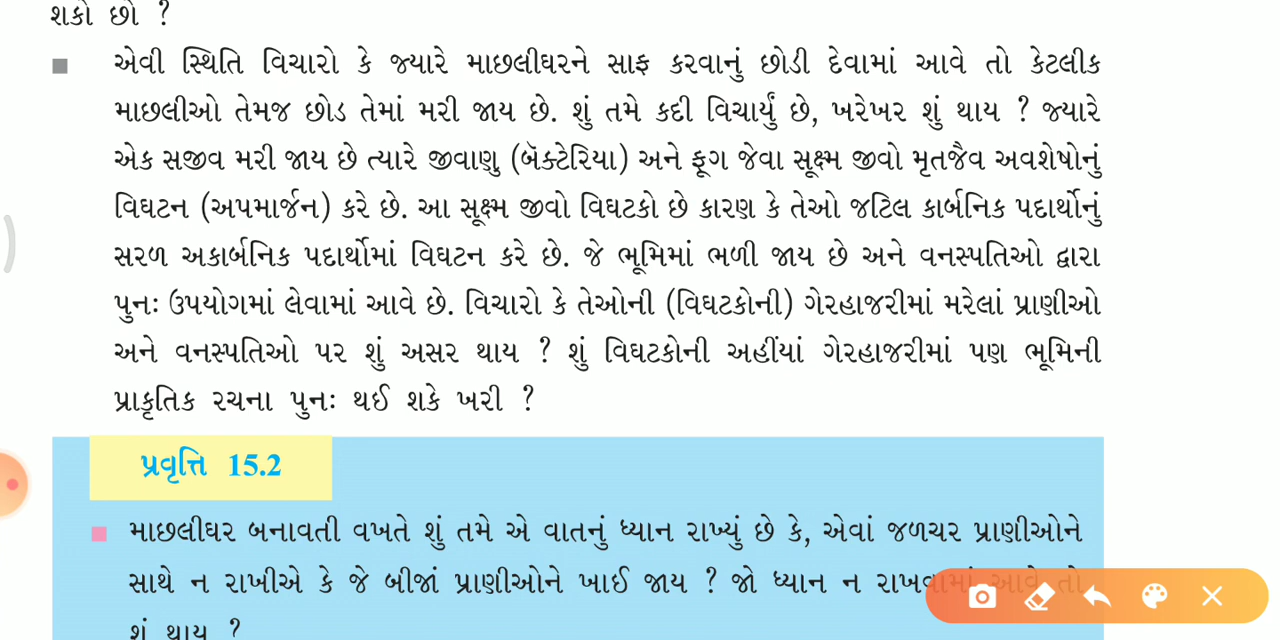 શકો છો ?
એવી સ્થિતિ વિચારો કે જ્યારે માછલીઘરને સાફ કરવાનું છોડી દેવામાં આવે તો કેટલીક
માછલીઓ તેમજ છોડ તેમાં મરી જાય છે. શું તમે કદી વિચાર્યું છે, ખરેખર શું થાય ? જ્યારે
એક સજીવ મરી જાય છે ત્યારે જીવાણુ (બૅક્ટેરિયા) અને ફૂગ જેવા સૂક્ષ્મ જીવો મૃતજૈવ અવશેષોનું
વિઘટન (અપમાર્જન) કરે છે. આ સૂક્ષ્મ જીવો વિઘટકો છે કારણ કે તેઓ જટિલ કાર્બનિક પદાર્થોનું
સરળ અકાર્બનિક પદાર્થોમાં વિઘટન કરે છે. જે ભૂમિમાં ભળી જાય છે અને વનસ્પતિઓ દ્વારા
પુનઃ ઉપયોગમાં લેવામાં આવે છે. વિચારો કે તેઓની (વિઘટકોની) ગેરહાજરીમાં મરેલાં પ્રાણીઓ
અને વનસ્પતિઓ પર શું અસર થાય ? શું વિઘટકોની અહીંયાં ગેરહાજરીમાં પણ ભૂમિની
પ્રાકૃતિક રચના પુનઃ થઈ શકે ખરી ?
પ્રવૃત્તિ 15.2
માછલીઘર બનાવતી વખતે શું તમે એ વાતનું ધ્યાન રાખ્યું છે કે, એવાં જળચર પ્રાણીઓને
સાથે ન રાખીએ કે જે બીજાં પ્રાણીઓને ખાઈ જાય ? જો ધ્યાન ન રાખવામાં આવે તો
શું થાય ?